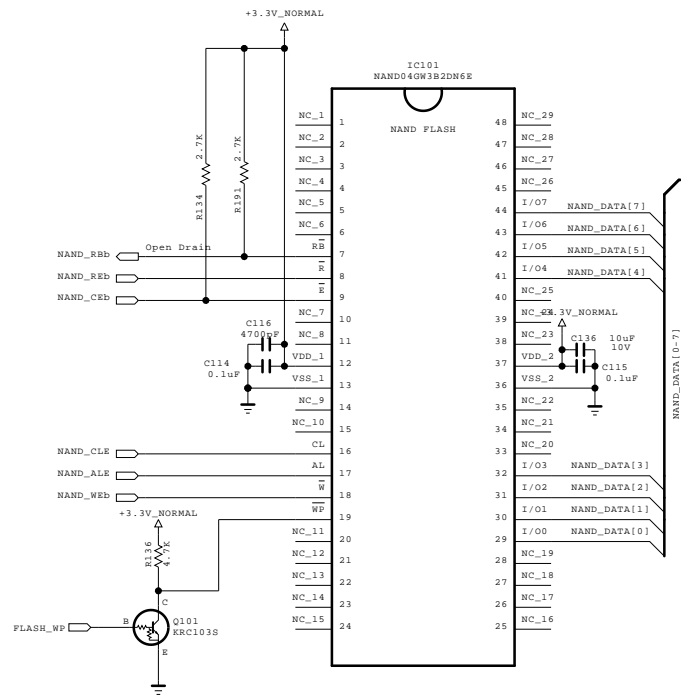 +3.3V_NORMAL
IC101
NAND04GW3B2DN6E
NAND FLASH
2.7K
R134
2.7K
R191
NC_1 1
NC_2 2
NC_3 3
NC_4 4
NC_5 5
NC_6 6
NAND_RBb Open Drain RB 7
NAND_REb R 8
NAND_CEb E 9
NC_7 10
NC_8 11
C116
4700pF
C114
0.1uF
VDD_1 12
VSS_1 13
NC_9 14
NC_10 15
NAND_CLE CL 16
NAND_ALE AL 17
NAND_WEb W 18
WP 19
NC_11 20
NC_12 21
NC_13 22
NC_14 23
NC_15 24
+3.3V_NORMAL
R136
4.7K
C
B
E
Q101
KRC103S
FLASH_WP
48 NC_29
47 NC_28
46 NC_27
45 NC_26
44 I/O7 NAND_DATA[7]
43 I/O6 NAND_DATA[6]
42 I/O5 NAND_DATA[5]
41 I/O4 NAND_DATA[4]
40 NC_25
39 NC_24
+3.3V_NORMAL
38 NC_23
37 VDD_2
C136 10uF
10V
C115
0.1uF
36 VSS_2
35 NC_22
34 NC_21
33 NC_20
32 I/O3 NAND_DATA[3]
31 I/O2 NAND_DATA[2]
30 I/O1 NAND_DATA[1]
29 I/O0 NAND_DATA[0]
28 NC_19
27 NC_18
26 NC_17
25 NC_16
NAND_DATA[0-7]